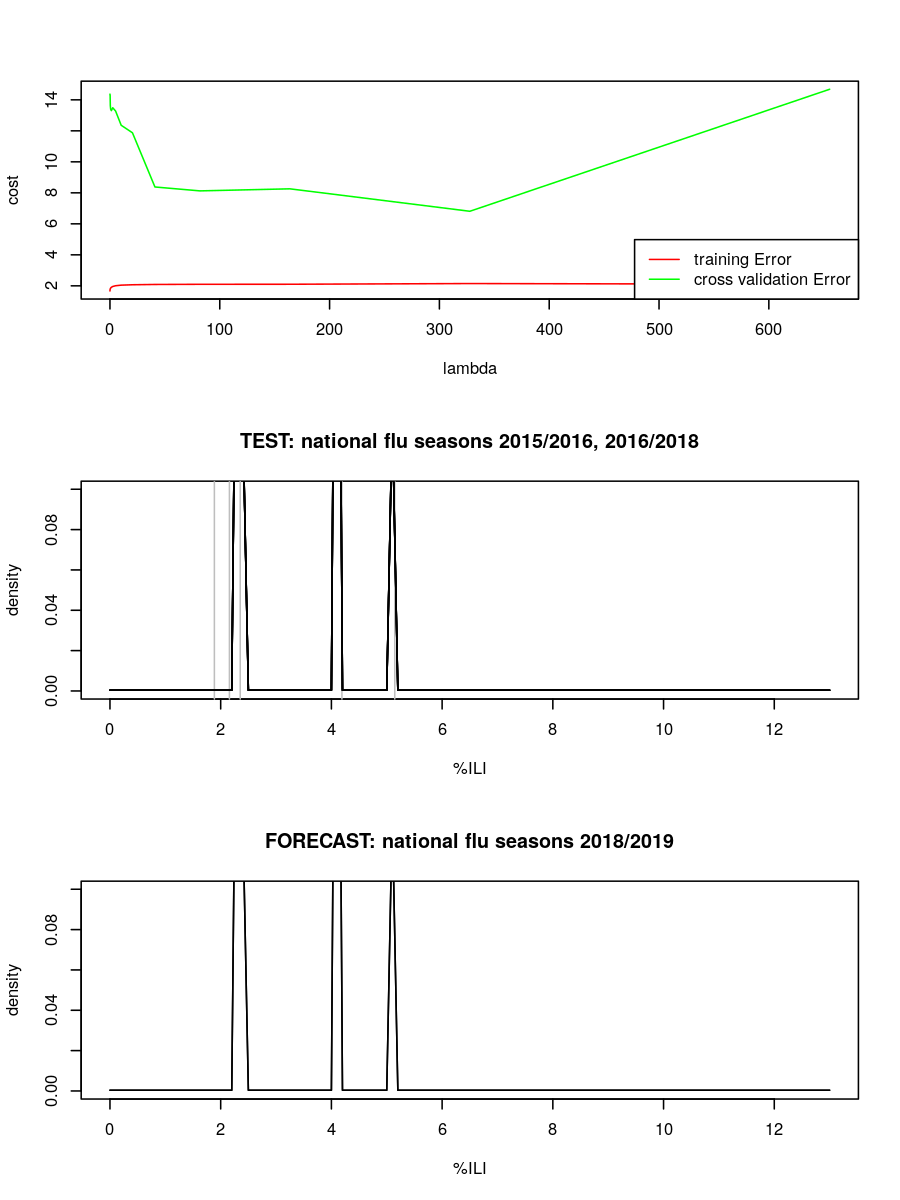 14
10
8
6
4
2
cost
0 100 200 300 400 500 600
lambda
training Error
cross validation Error
TEST: national flu seasons 2015/2016, 2016/2018
0.08
0.04
0.00
density
0 2 4 6 8 10 12
%ILI
FORECAST: national flu seasons 2018/2019
0.08
0.04
0.00
density
0 2 4 6 8 10 12
%ILI